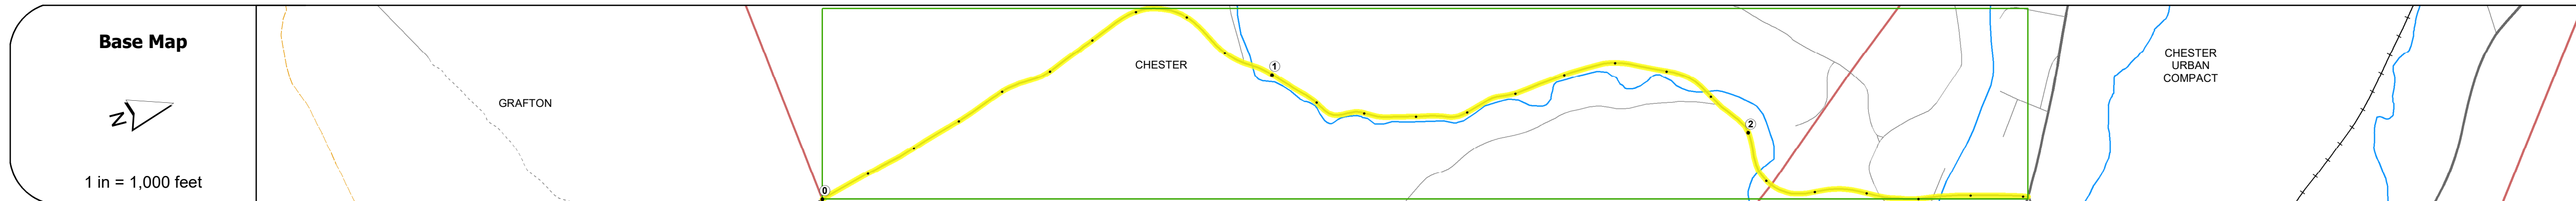 Base Map
N
1 in = 1,000 feet
GRAFTON
0
CHESTER
1
2
CHESTER
URBAN
COMPACT